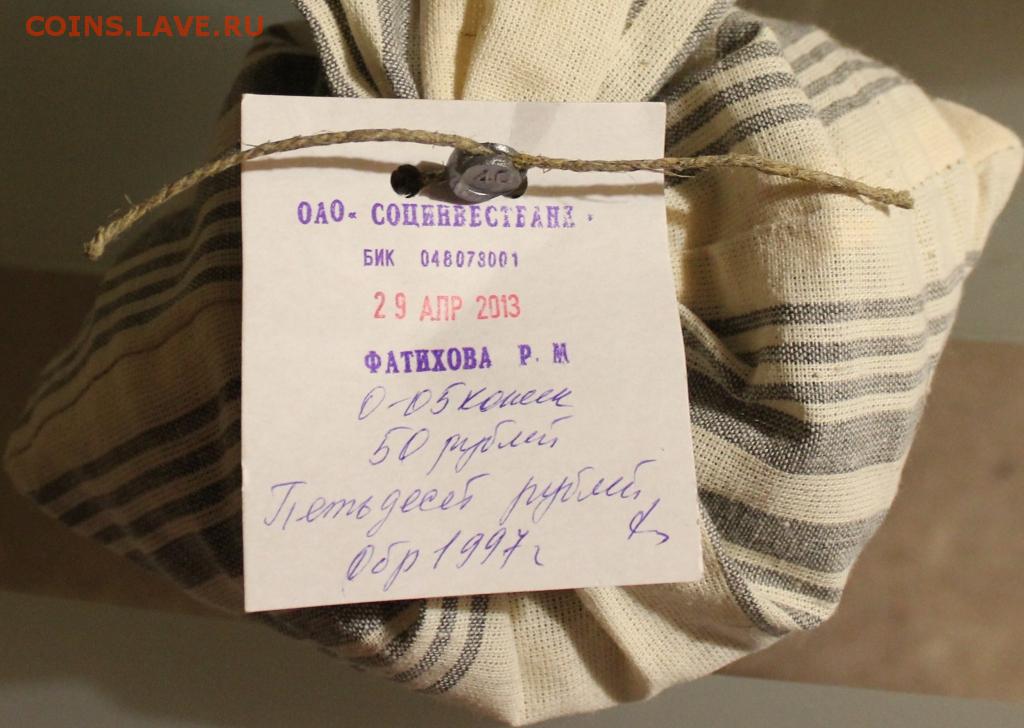 COINS.LAVE.RU
ОАО «СОЦИНВЕСТБАНК»
БИК 048073001
29 АПР 2013
ФАТИХОВА Р. М
0-05 копеек
50 рублей
Петьдесет рублей
Обр 1997г